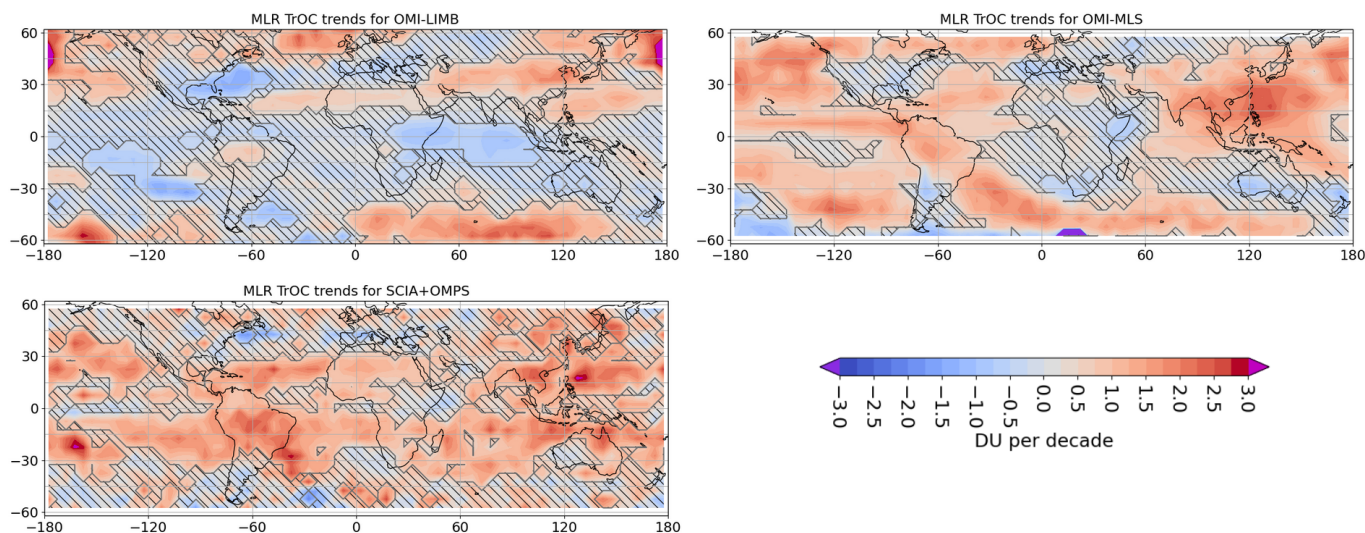 MLR TrOC trends for OMI-LIMB
60
30
0
−30
−60
−180 −120 −60 0 60 120 180
MLR TrOC trends for OMI-MLS
60
30
0
−30
−60
−180 −120 −60 0 60 120 180
MLR TrOC trends for SCIA+OMPS
60
30
0
−30
−60
−180 −120 −60 0 60 120 180
−3.0 −2.5 −2.0 −1.5 −1.0 −0.5 0.0 0.5 1.0 1.5 2.0 2.5 3.0
DU per decade